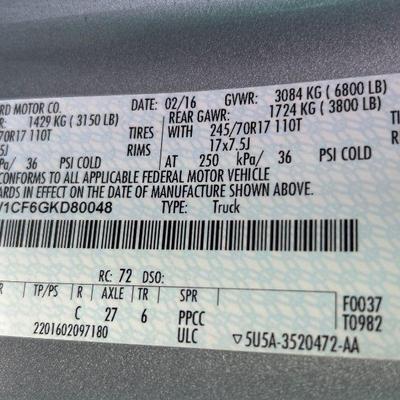 RD MOTOR CO. DATE: 02/16 GVWR: 3084 KG ( 6800 LB)
1429 KG ( 3150 LB) REAR GAWR: 1724 KG ( 3800 LB)
70R17 110T TIRES WITH 245/70R17 110T
5J RIMS 17x7.5J
Pa/ 36 PSI COLD AT 250 kPa/ 36 PSI COLD
CONFORMS TO ALL APPLICABLE FEDERAL MOTOR VEHICLE
ARDS IN EFFECT ON THE DATE OF MANUFACTURE SHOWN ABOVE.
1CF6GKD80048 TYPE: Truck
F0037
T0982
RC: 72 DSO:
R TP/PS R AXLE TR SPR
C 27 6 PPCC
2201602097180 ULC ▽5U5A-3520472-AA